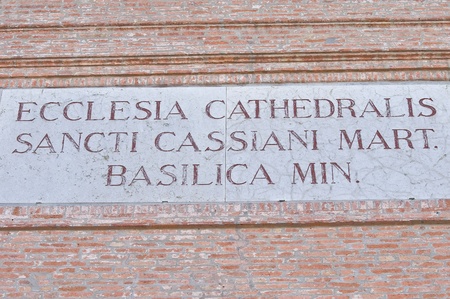 ECCLESIA CATHEDRALIS
SANCTI CASSIANI MART.
BASILICA MIN.